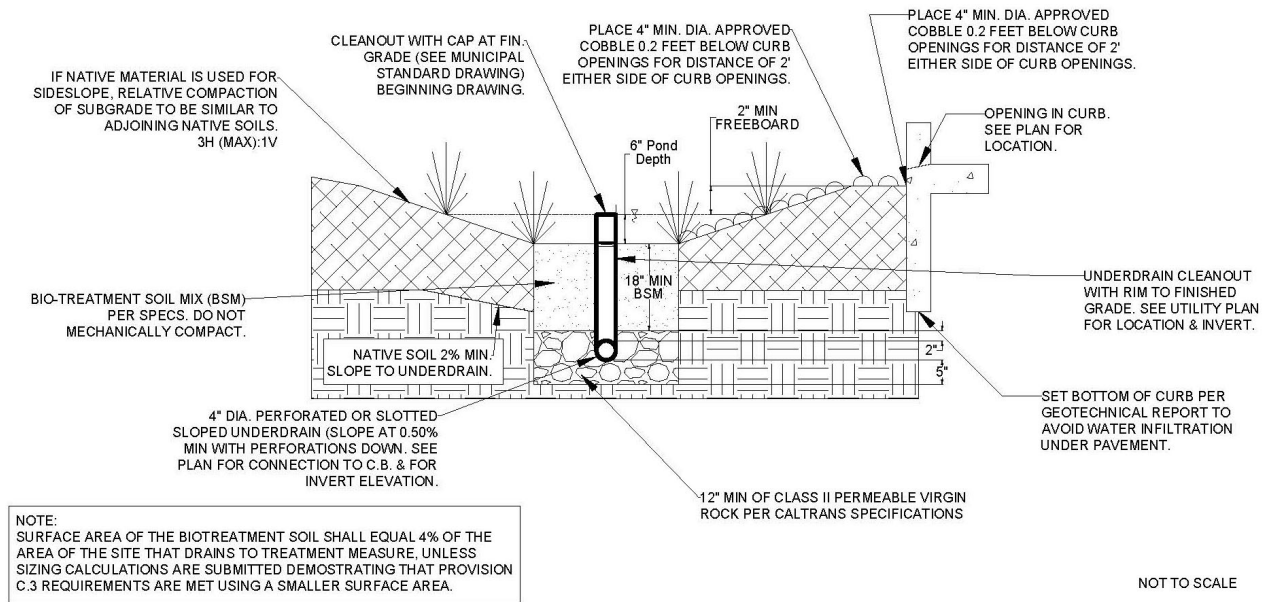 PLACE 4" MIN. DIA. APPROVED
COBBLE 0.2 FEET BELOW CURB
OPENINGS FOR DISTANCE OF 2'
EITHER SIDE OF CURB OPENINGS.
PLACE 4" MIN. DIA. APPROVED
COBBLE 0.2 FEET BELOW CURB
OPENINGS FOR DISTANCE OF 2'
EITHER SIDE OF CURB OPENINGS.
CLEANOUT WITH CAP AT FIN.
GRADE (SEE MUNICIPAL
STANDARD DRAWING)
BEGINNING DRAWING.
IF NATIVE MATERIAL IS USED FOR
SIDESLOPE, RELATIVE COMPACTION
OF SUBGRADE TO BE SIMILAR TO
ADJOINING NATIVE SOILS.
3H (MAX):1V
2" MIN
FREEBOARD
OPENING IN CURB.
SEE PLAN FOR
LOCATION.
6" Pond
Depth
18" MIN
BSM
BIO-TREATMENT SOIL MIX (BSM)
PER SPECS. DO NOT
MECHANICALLY COMPACT.
UNDERDRAIN CLEANOUT
WITH RIM TO FINISHED
GRADE. SEE UTILITY PLAN
FOR LOCATION & INVERT.
NATIVE SOIL 2% MIN.
SLOPE TO UNDERDRAIN.
2"
5"
4" DIA. PERFORATED OR SLOTTED
SLOPED UNDERDRAIN (SLOPE AT 0.50%
MIN WITH PERFORATIONS DOWN. SEE
PLAN FOR CONNECTION TO C.B. & FOR
INVERT ELEVATION.
SET BOTTOM OF CURB PER
GEOTECHNICAL REPORT TO
AVOID WATER INFILTRATION
UNDER PAVEMENT.
12" MIN OF CLASS II PERMEABLE VIRGIN
ROCK PER CALTRANS SPECIFICATIONS
NOTE:
SURFACE AREA OF THE BIOTREATMENT SOIL SHALL EQUAL 4% OF THE
AREA OF THE SITE THAT DRAINS TO TREATMENT MEASURE, UNLESS
SIZING CALCULATIONS ARE SUBMITTED DEMOSTRATING THAT PROVISION
C.3 REQUIREMENTS ARE MET USING A SMALLER SURFACE AREA.
NOT TO SCALE